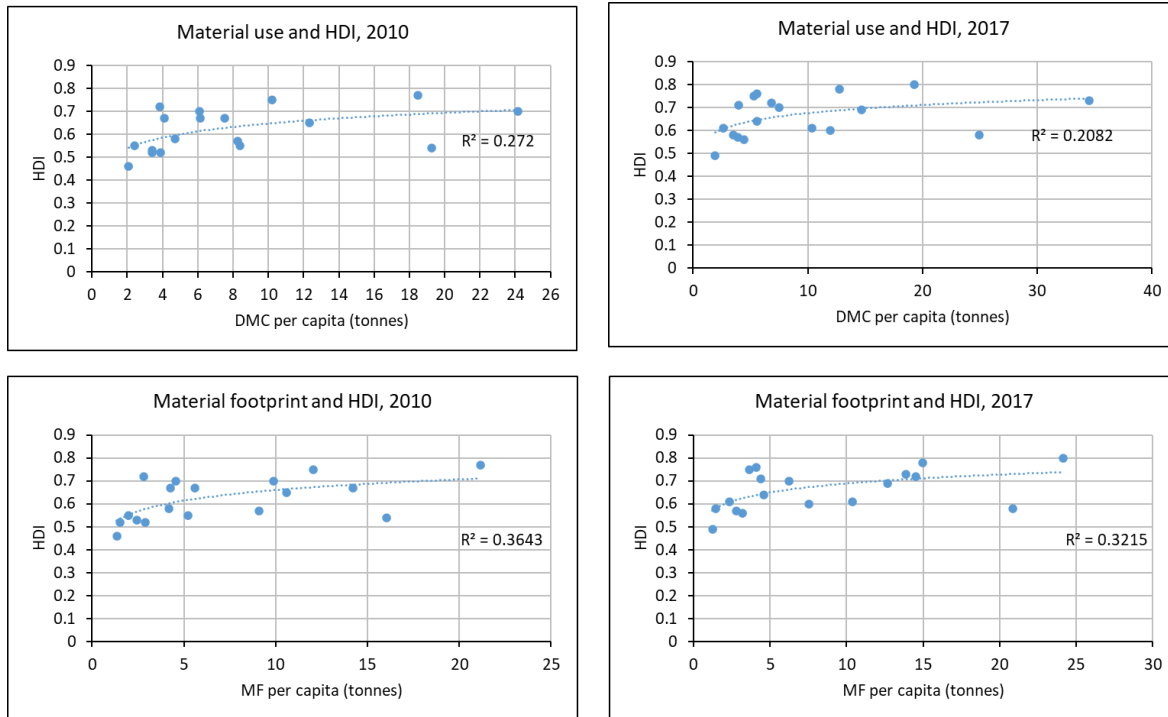 Material use and HDI, 2010
0.9
0.8
0.7
0.6
0.5
0.4
0.3
0.2
0.1
0
HDI
R² = 0.272
0 2 4 6 8 10 12 14 16 18 20 22 24 26
DMC per capita (tonnes)
Material use and HDI, 2017
0.9
0.8
0.7
0.6
0.5
0.4
0.3
0.2
0.1
0
HDI
R² = 0.2082
0 10 20 30 40
DMC per capita (tonnes)
Material footprint and HDI, 2010
0.9
0.8
0.7
0.6
0.5
0.4
0.3
0.2
0.1
0
HDI
R² = 0.3643
0 5 10 15 20 25
MF per capita (tonnes)
Material footprint and HDI, 2017
0.9
0.8
0.7
0.6
0.5
0.4
0.3
0.2
0.1
0
HDI
R² = 0.3215
0 5 10 15 20 25 30
MF per capita (tonnes)